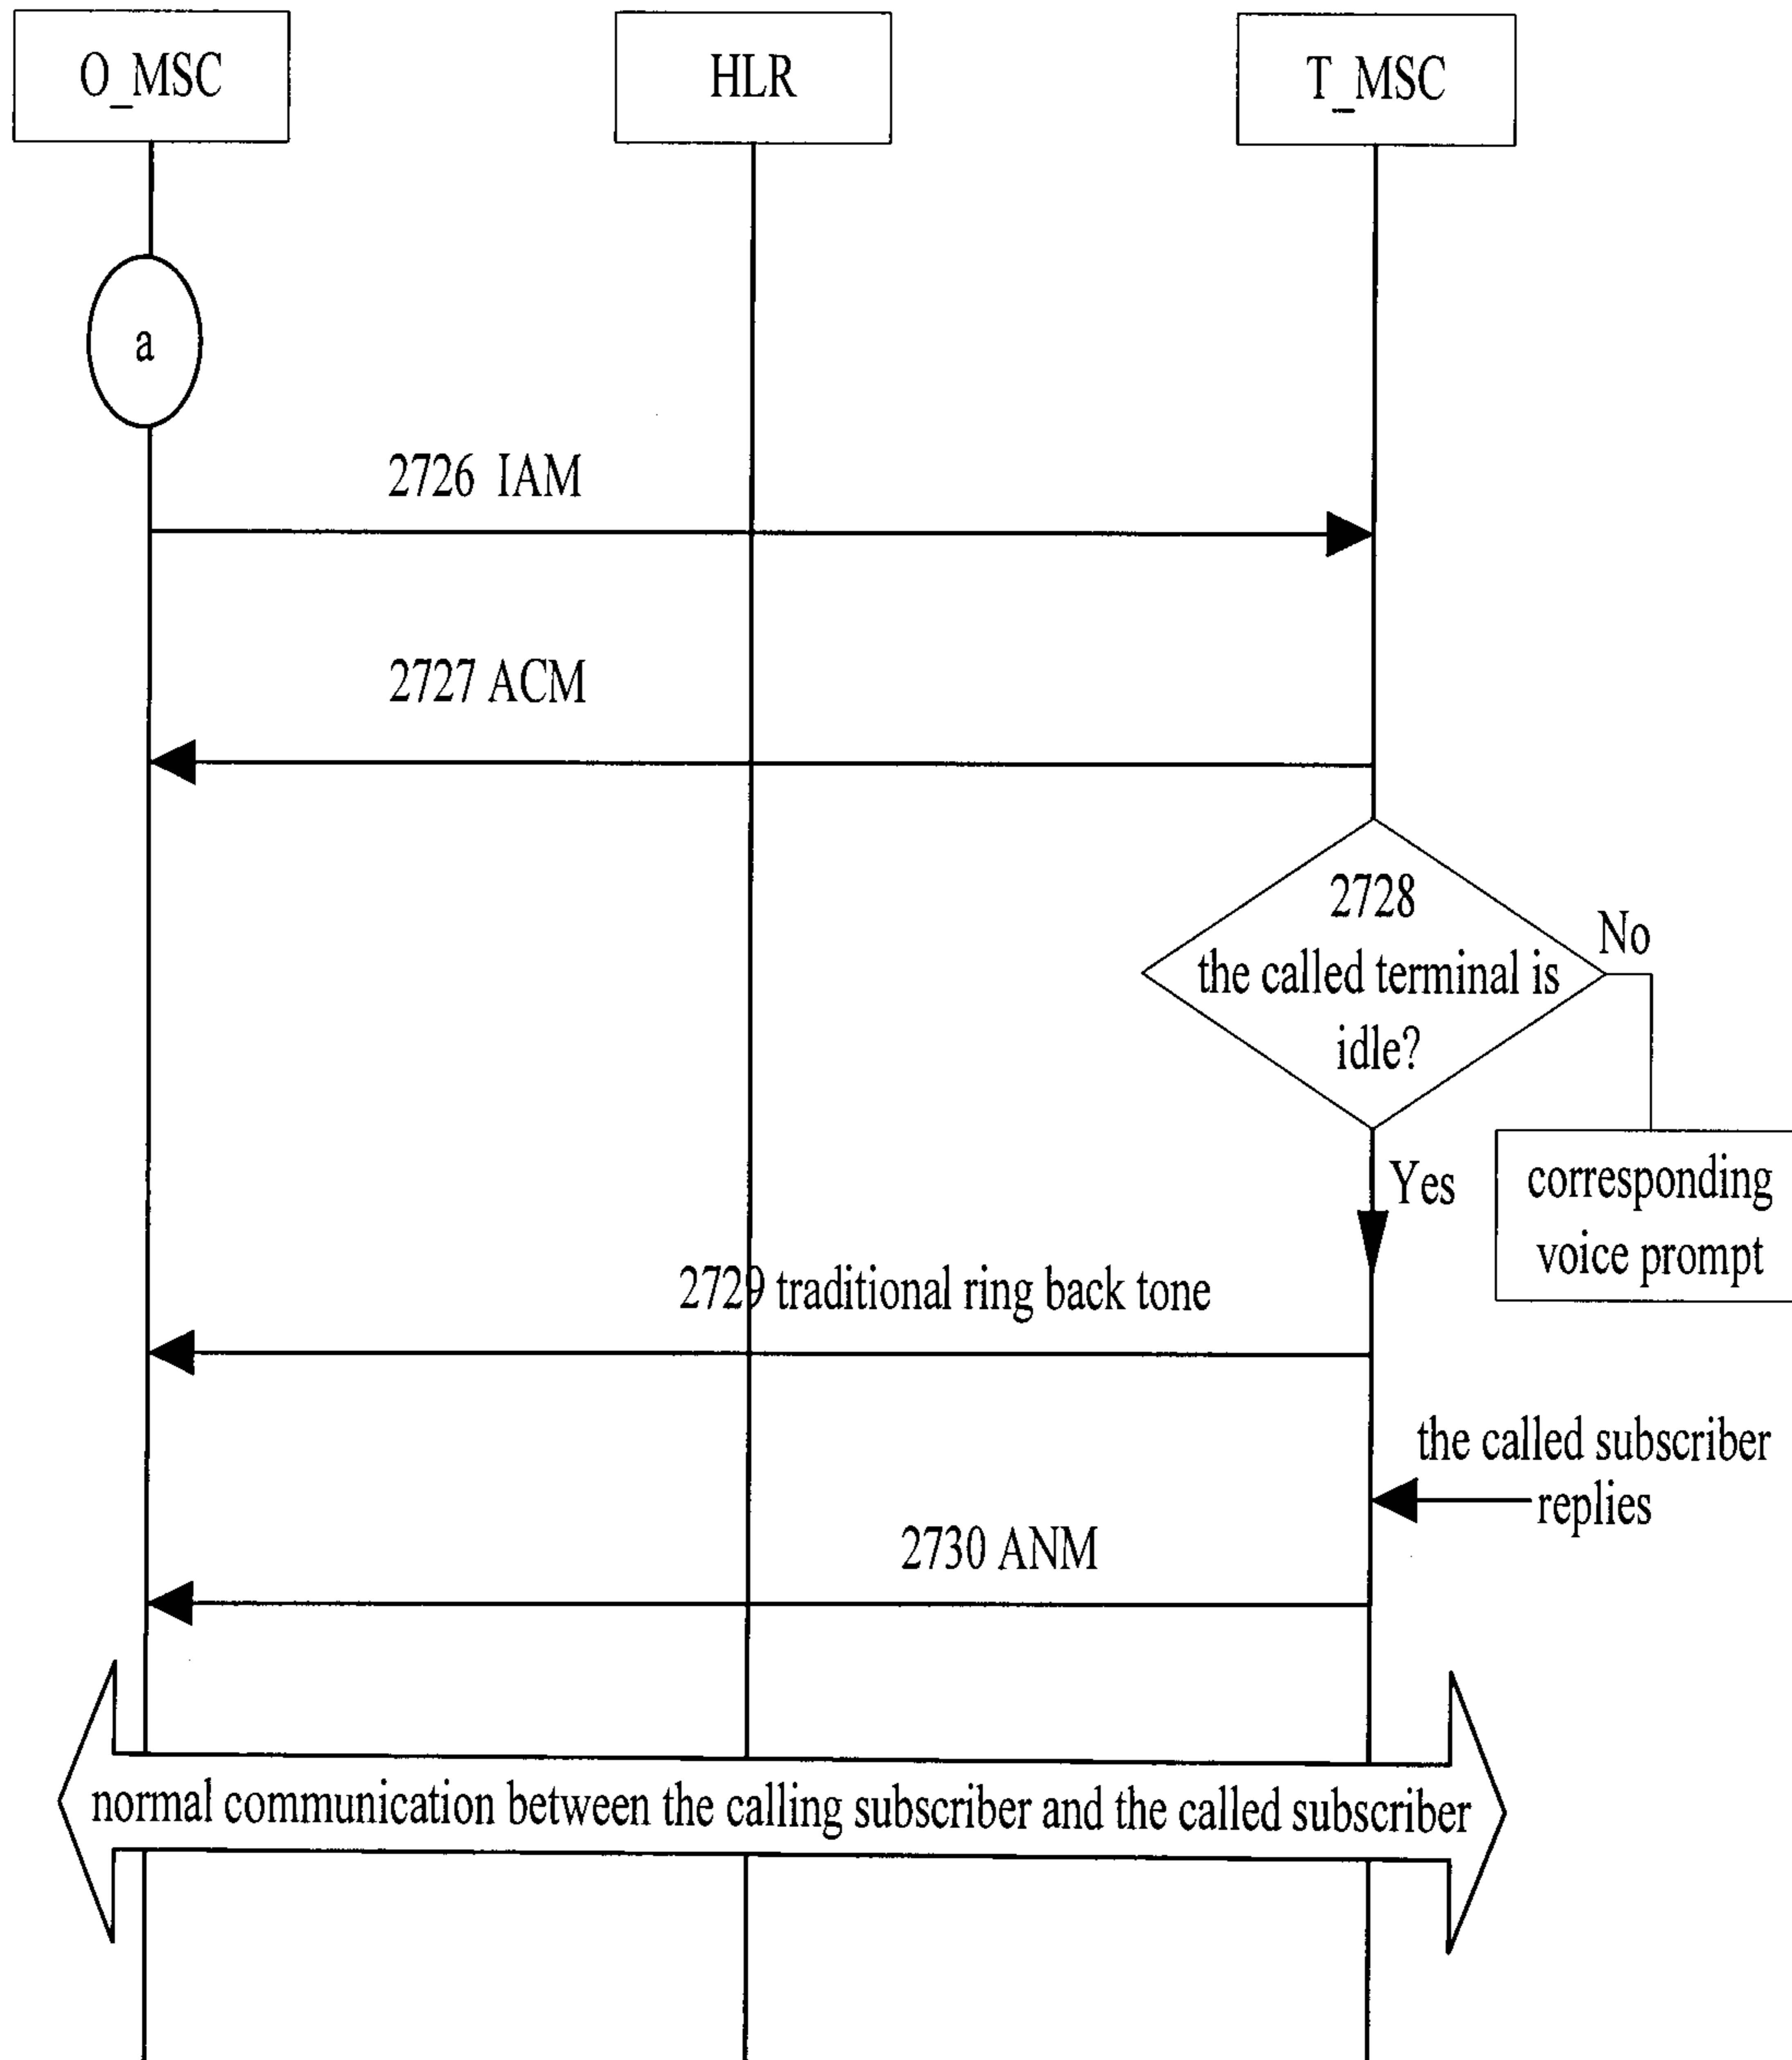 O_MSC
HLR
T_MSC
a
2726 IAM
2727 ACM
2728
the called terminal is
idle?
No
Yes
corresponding
voice prompt
2729 traditional ring back tone
the called subscriber
replies
2730 ANM
normal communication between the calling subscriber and the called subscriber